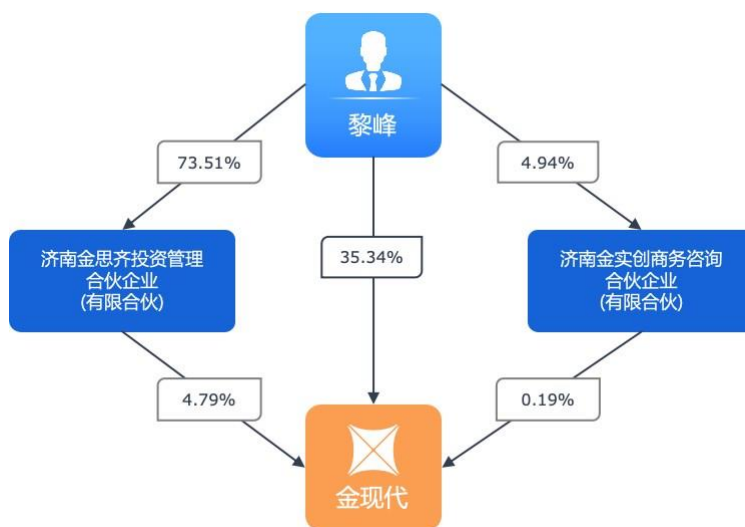 黎峰
73.51%
4.94%
济南金思齐投资管理
合伙企业
(有限合伙)
35.34%
济南金实创商务咨询
合伙企业
(有限合伙)
4.79%
0.19%
金现代